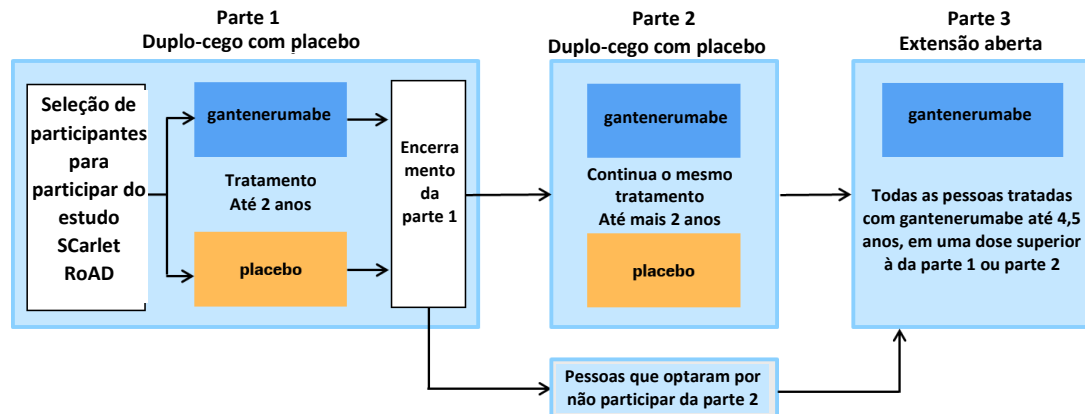 Parte 1
Duplo-cego com placebo
Seleção de
participantes
para
participar do
estudo
SCarlet
RoAD
gantenerumabe
Tratamento
Até 2 anos
placebo
Encerra
mento
da
parte 1
Parte 2
Duplo-cego com placebo
gantenerumabe
Continua o mesmo
tratamento
Até mais 2 anos
placebo
Parte 3
Extensão aberta
gantenerumabe
Todas as pessoas tratadas
com gantenerumabe até 4,5
anos, em uma dose superior
à da parte 1 ou parte 2
Pessoas que optaram por
não participar da parte 2